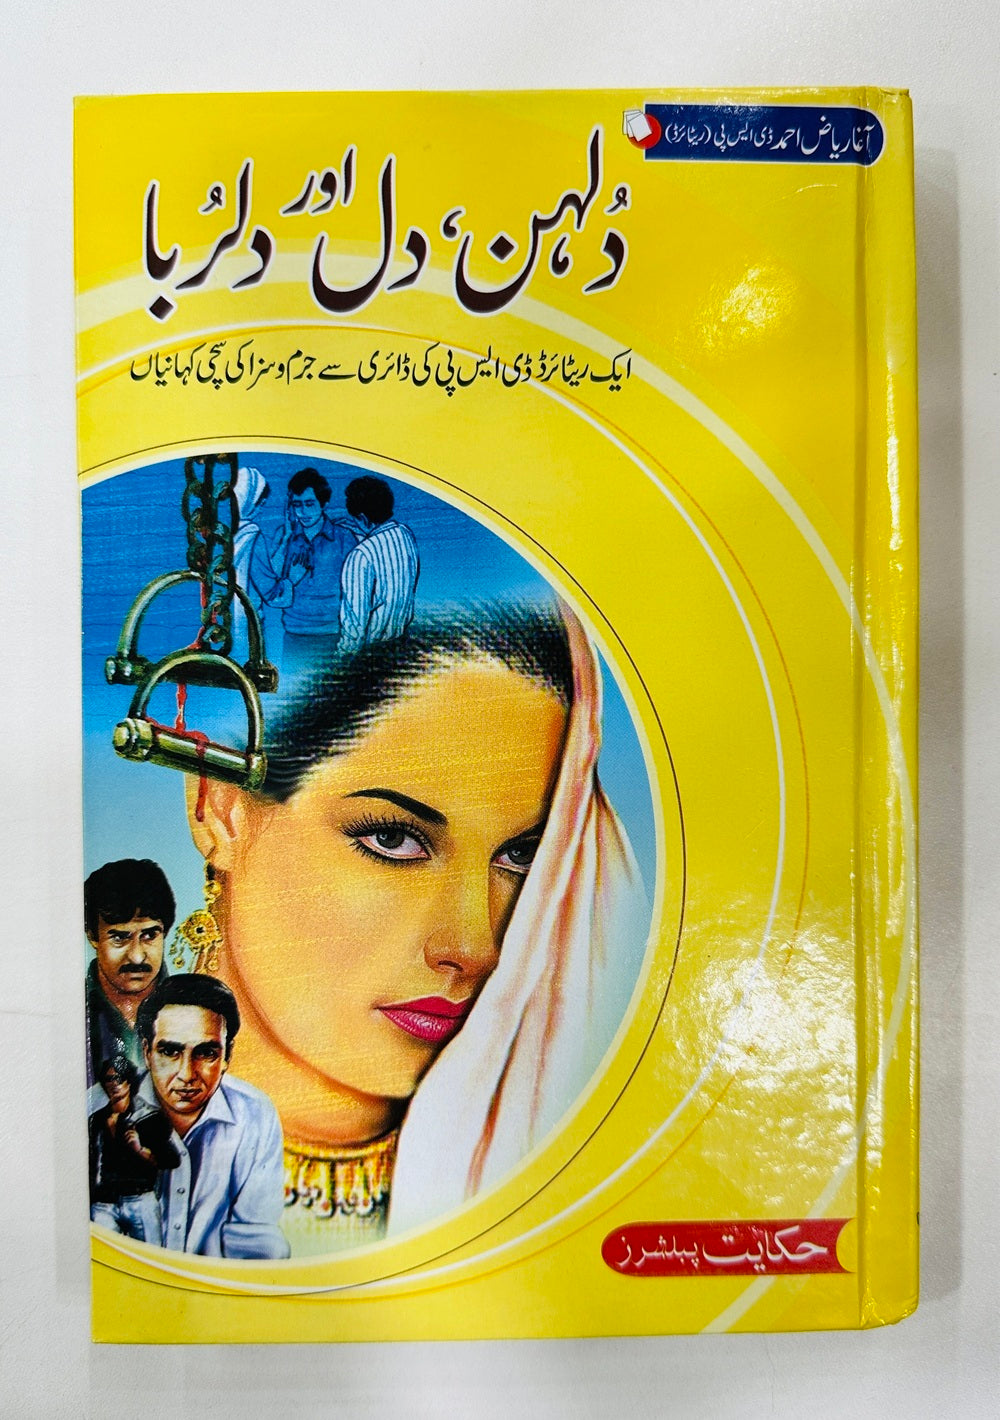 آغا ریاض احمد ڈی ایس پی (ریٹائرڈ)
دُلہن، دل اور دلرُبا
ایک ریٹائرڈ ڈی ایس پی کی ڈائری سے جرم و سزا کی سچی کہانیاں
حکایت پبلشرز